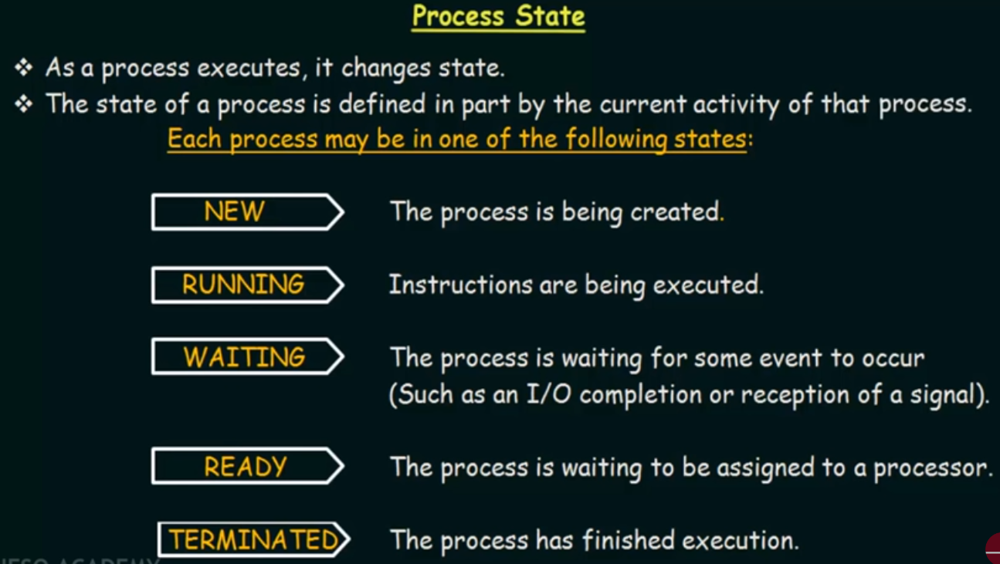 Process State
❖ As a process executes, it changes state.
❖ The state of a process is defined in part by the current activity of that process.
Each process may be in one of the following states:
NEW The process is being created.
RUNNING Instructions are being executed.
WAITING The process is waiting for some event to occur
(Such as an I/O completion or reception of a signal).
READY The process is waiting to be assigned to a processor.
TERMINATED The process has finished execution.
ACADEMY